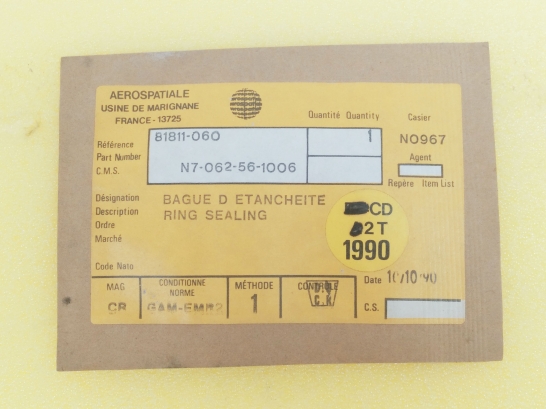 AEROSPATIALE
USINE DE MARIGNANE
FRANCE - 13725
Quantité Quantity
Casier
Référence
Part Number
C.M.S.
81811-060
1
N7-062-56-1006
NO967
Agent
Repère Item List
Désignation
Description
Ordre
Marché
BAGUE D ETANCHEITE
RING SEALING
CD
2T
1990
Code Nato
MAG
CR
CONDITIONNE
NORME
GAM-EMR2
MÉTHODE
1
CONTRÔLE
Date 10/10/90
C.S.